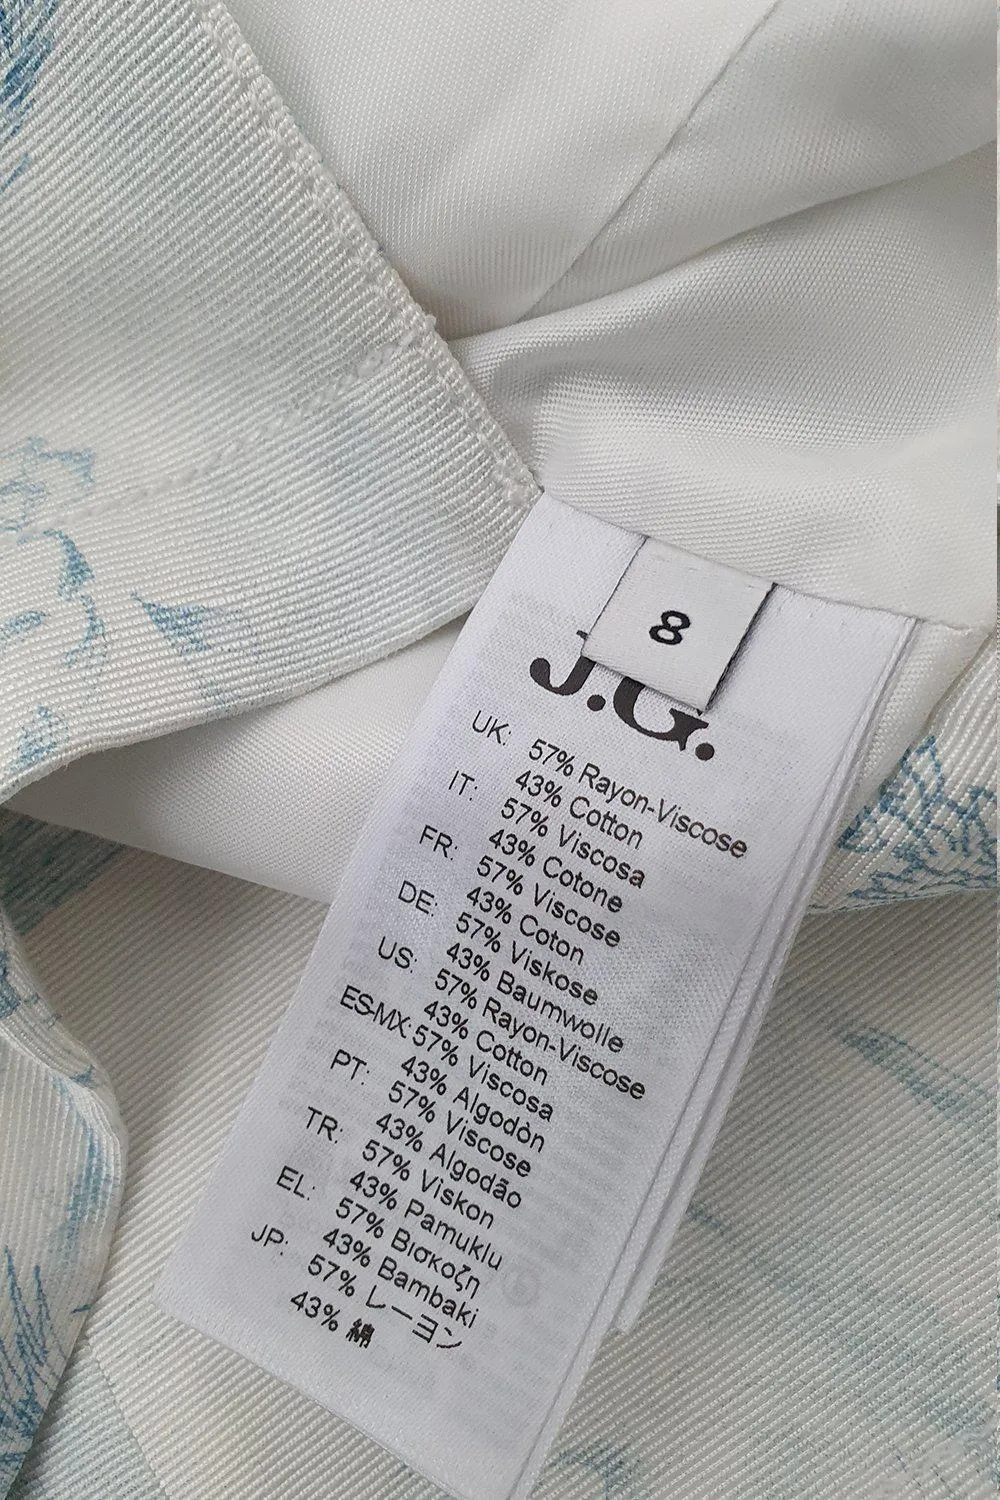 8
J.G.
UK: 57% Rayon-Viscose
43% Cotton
IT: 57% Viscosa
43% Cotone
FR: 57% Viscose
43% Coton
DE: 57% Viskose
43% Baumwolle
US: 57% Rayon-Viscose
43% Cotton
ES-MX: 57% Viscosa
43% Algodòn
PT: 57% Viscose
43% Algodão
TR: 57% Vìskon
43% Pamuklu
EL: 57% Βισκοζη
43% Bambaki
JP: 57% レーヨン
43% 綿